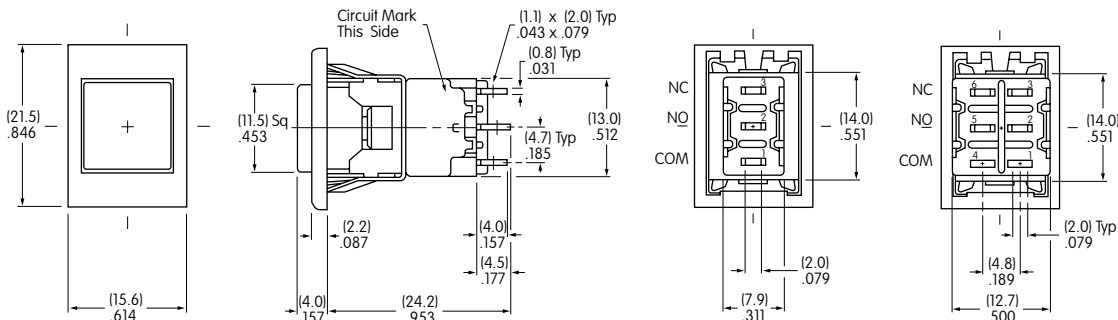 (21.5)
.846
(15.6)
.614
(11.5) Sq
.453
Circuit Mark
This Side
(1.1) x (2.0) Typ
.043 x .079
(0.8) Typ
.031
(13.0)
.512
(4.7) Typ
.185
(2.2)
.087
(4.0)
.157
(4.5)
.177
(4.0)
.157
(24.2)
.953
NC
NO
COM
3
2
1
(14.0)
.551
(2.0)
.079
(7.9)
.311
NC
NO
COM
6 3
5 2
4 1
(14.0)
.551
(2.0) Typ
.079
(4.8)
.189
(12.7)
.500